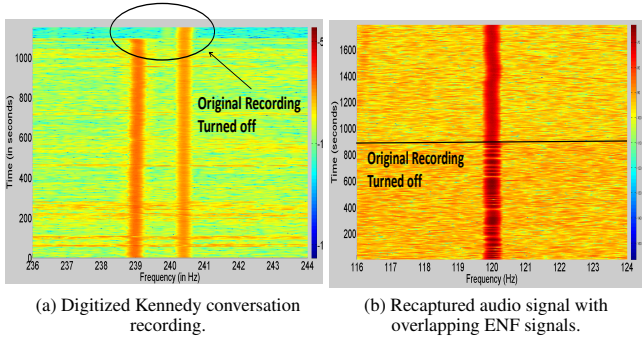 1000
800
600
400
200
0
Time (in seconds)
Original Recording
Turned off
236 237 238 239 240 241 242 243 244
Frequency (in Hz)
-5
-1
-1
(a) Digitized Kennedy conversation
recording.
1600
1400
1200
1000
800
600
400
200
Time (seconds)
Original Recording
Turned off
116 117 118 119 120 121 122 123 124
Frequency (Hz)
(b) Recaptured audio signal with
overlapping ENF signals.